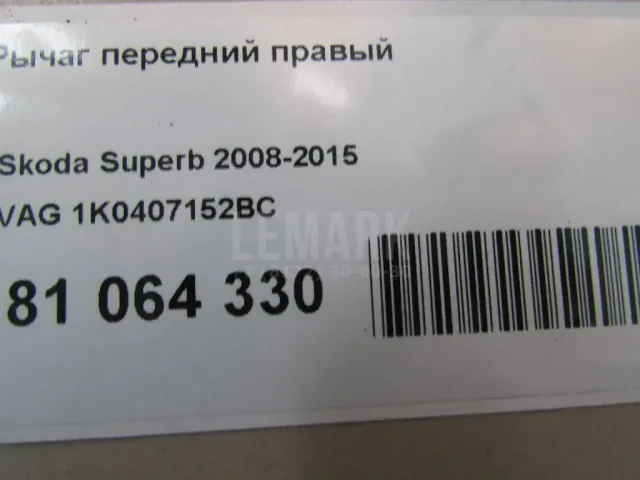 Рычаг передний правый
Skoda Superb 2008-2015
VAG 1K0407152BC
LEMARK
81 064 330